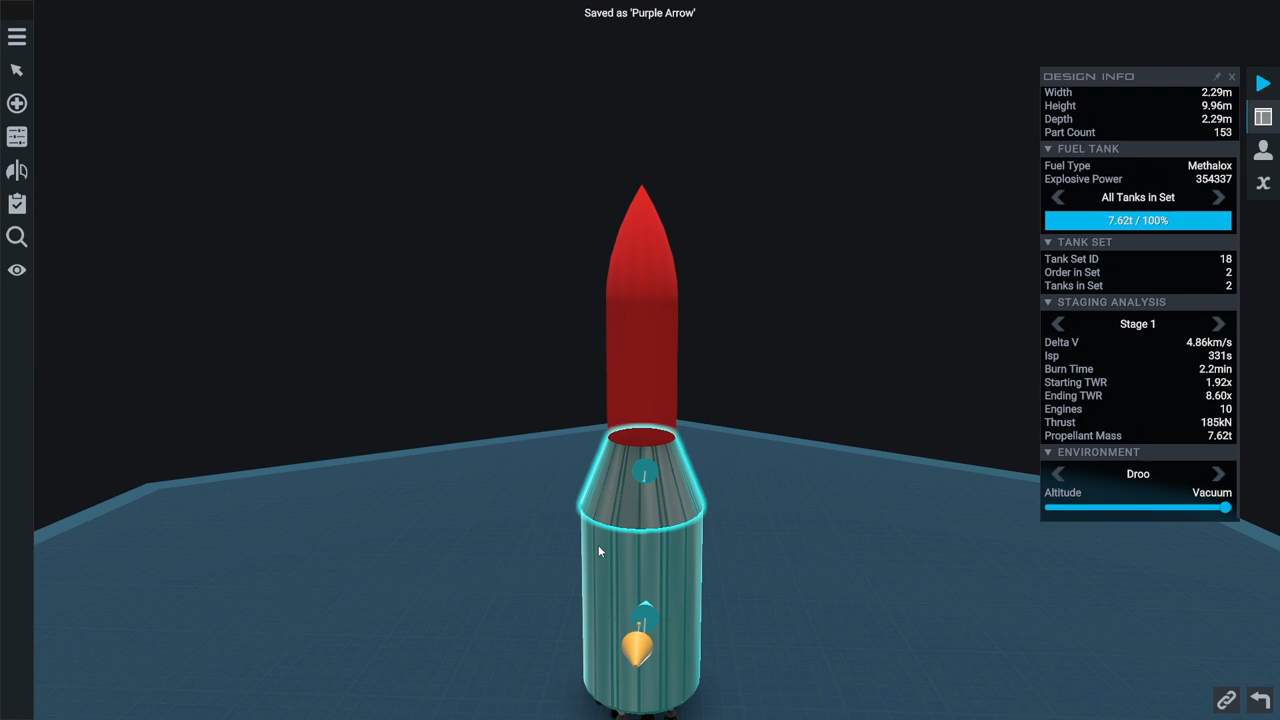 Saved as 'Purple Arrow'
DESIGN INFO
Width 2.29m
Height 9.96m
Depth 2.29m
Part Count 153
FUEL TANK
Fuel Type Methalox
Explosive Power 354337
All Tanks in Set
7.62t / 100%
TANK SET
Tank Set ID 18
Order in Set 2
Tanks in Set 2
STAGING ANALYSIS
Stage 1
Delta V 4.86km/s
Isp 331s
Burn Time 2.2min
Starting TWR 1.92x
Ending TWR 8.60x
Engines 10
Thrust 185kN
Propellant Mass 7.62t
ENVIRONMENT
Droo
Altitude Vacuum